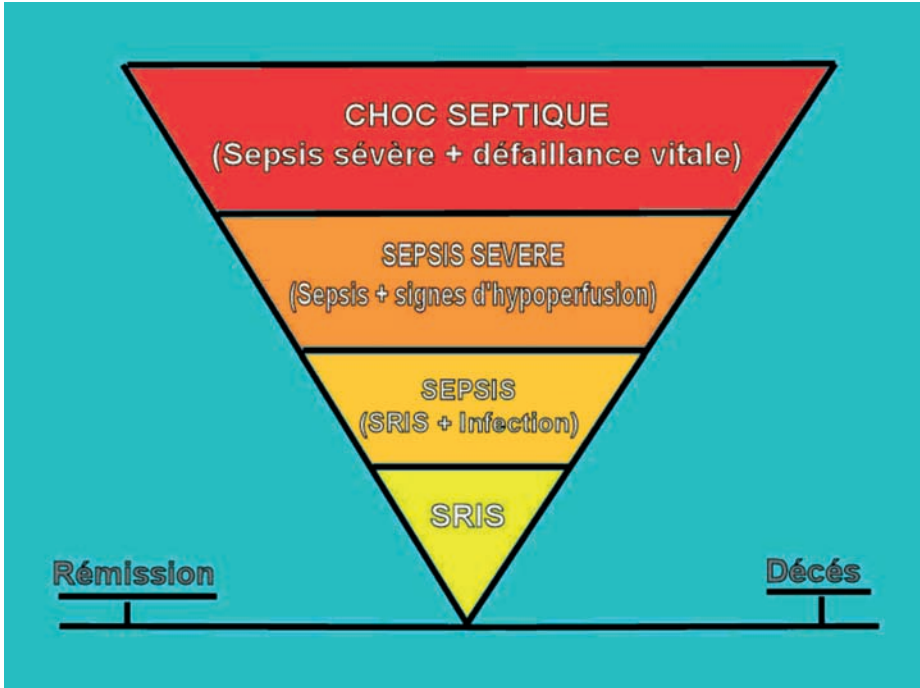 CHOC SEPTIQUE
(Sepsis sévère + défaillance vitale)
SEPSIS SEVERE
(Sepsis + signes d'hypoperfusion)
SEPSIS
(SRIS + Infection)
SRIS
Rémission
Décés